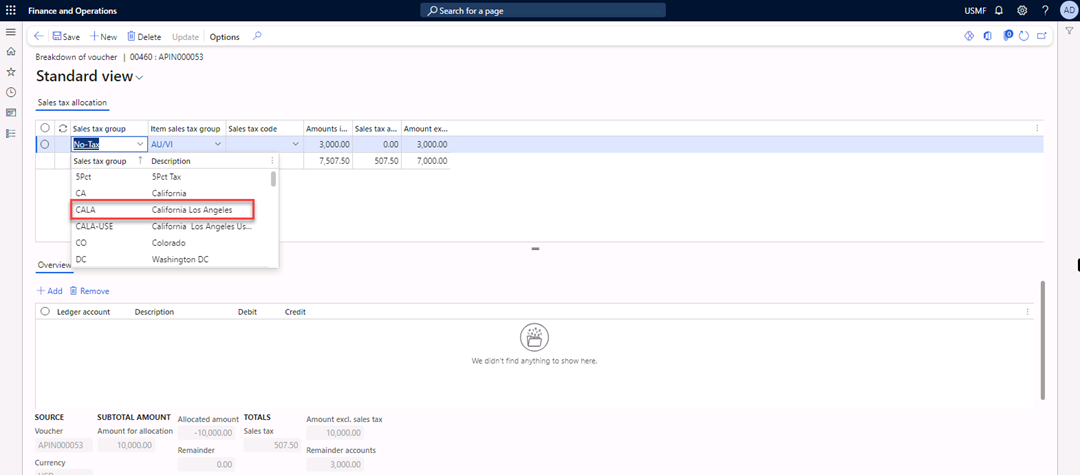 Finance and Operations
Search for a page
USMF
AD
Save
New
Delete
Update
Options
0
Breakdown of voucher | 00460 : APIN000053
Standard view
Sales tax allocation
Sales tax group Item sales tax group Sales tax code Amounts i... Sales tax a... Amount ex...
No-Tax AU/VI 3,000.00 0.00 3,000.00
7,507.50 507.50 7,000.00
Sales tax group ↑ Description
5Pct 5Pct Tax
CA California
CALA California Los Angeles
CALA-USE California Los Angeles Us...
CO Colorado
DC Washington DC
Overview
Add
Remove
Ledger account Description Debit Credit
We didn't find anything to show here.
SOURCE
Voucher
APIN000053
Currency
SUBTOTAL AMOUNT
Amount for allocation
10,000.00
Allocated amount
-10,000.00
Remainder
0.00
TOTALS
Sales tax
507.50
Amount excl. sales tax
10,000.00
Remainder accounts
3,000.00